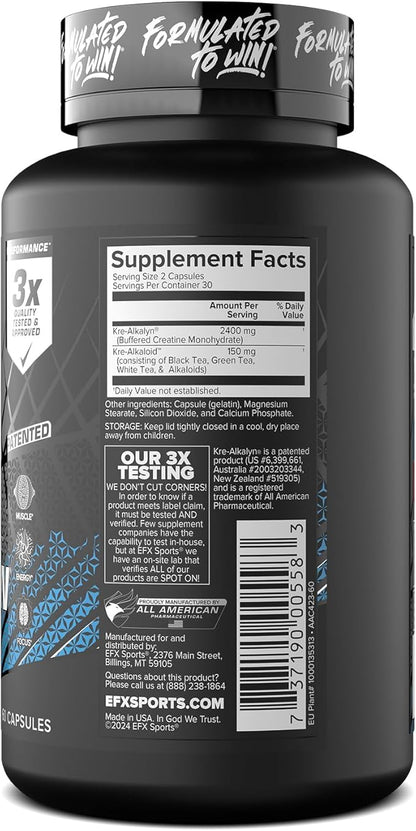 FORMULATED
TO WIN!
FORMULATED
TO WIN!
FORMULATED
TO WIN!
3X
QUALITY
TESTED &
APPROVED
MUSCLE*
ENERGY*
FOCUS*
60 CAPSULES
Supplement Facts
Serving Size 2 Capsules
Servings Per Container 30
Amount Per Serving
% Daily Value
Kre-Alkalyn® 2400 mg †
(Buffered Creatine Monohydrate)
Kre-Alkaloid™ 150 mg †
(consisting of Black Tea, Green Tea,
White Tea, & Alkaloids)
†Daily Value not established.
Other ingredients: Capsule (gelatin), Magnesium
Stearate, Silicon Dioxide, and Calcium Phosphate.
STORAGE: Keep lid tightly closed in a cool, dry place
away from children.
OUR 3X
TESTING
WE DON'T CUT CORNERS!
In order to know if a
product meets label claim,
it must be tested AND
verified. Few supplement
companies have the
capability to test in-house,
but at EFX Sports® we
have an on-site lab that
verifies ALL of our
products are SPOT ON!
Kre-Alkalyn® is a patented
product (US #6,399,661,
Australia #2003203344,
New Zealand #519305)
and is a registered
trademark of All American
Pharmaceutical.
PROUDLY MANUFACTURED BY
ALL AMERICAN
PHARMACEUTICAL
Manufactured for and
distributed by:
EFX Sports®, 2376 Main Street,
Billings, MT 59105
Questions about this product?
Please call us at (888) 238-1864
EFXSPORTS.COM
Made in USA. In God We Trust.
©2024 EFX Sports®
7 37190 00558 3
EU Plant# 1000135313 • AAC423-60